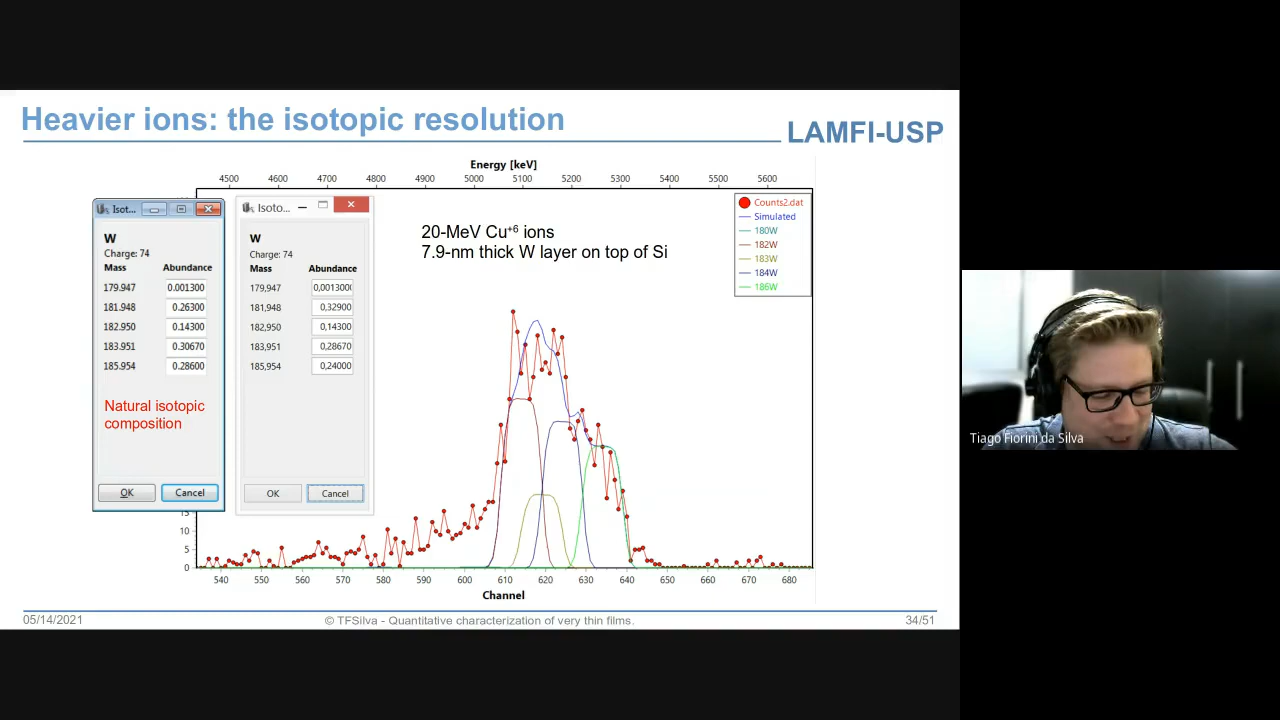 Heavier ions: the isotopic resolution
LAMFI-USP
Energy [keV]
4500 4600 4700 4800 4900 5000 5100 5200 5300 5400 5500 5600
Isot...
W
Charge: 74
Mass Abundance
179.947 0.001300
181.948 0.26300
182.950 0.14300
183.951 0.30670
185.954 0.28600
Natural isotopic
composition
OK Cancel
Isoto...
W
Charge: 74
Mass Abundance
179,947 0,001300
181,948 0,32900
182,950 0,14300
183,951 0,28670
185,954 0,24000
OK Cancel
20-MeV Cu+6 ions
7.9-nm thick W layer on top of Si
Counts2.dat
Simulated
180W
182W
183W
184W
186W
15
10
5
0
540 550 560 570 580 590 600 610 620 630 640 650 660 670 680
Channel
05/14/2021
© TFSilva - Quantitative characterization of very thin films.
34/51
Tiago Fiorini da Silva